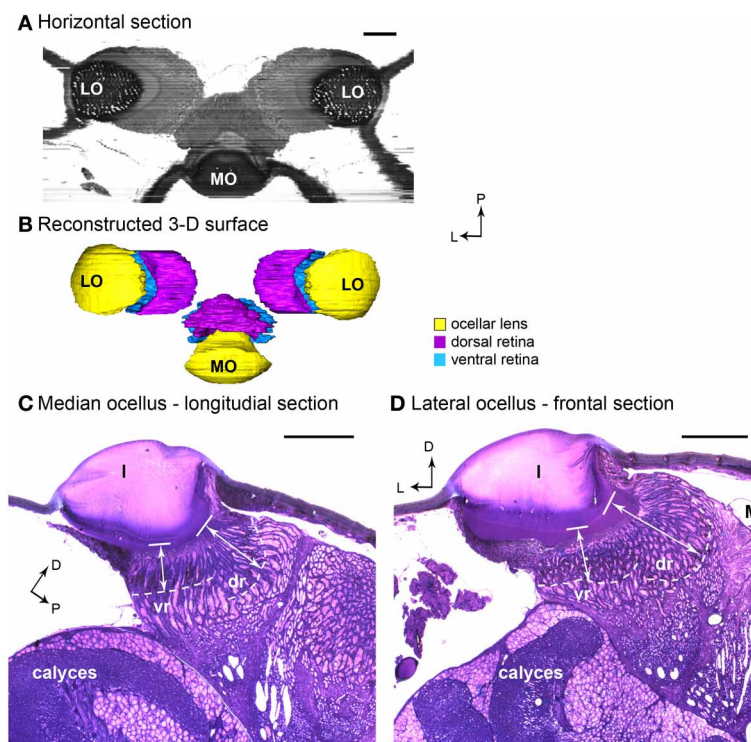 A Horizontal section
LO
LO
MO
P
L
B Reconstructed 3-D surface
LO
LO
MO
ocellar lens
dorsal retina
ventral retina
C Median ocellus - longitudial section
D Lateral ocellus - frontal section
l
D
P
dr
vr
calyces
D
L
l
M
dr
vr
calyces